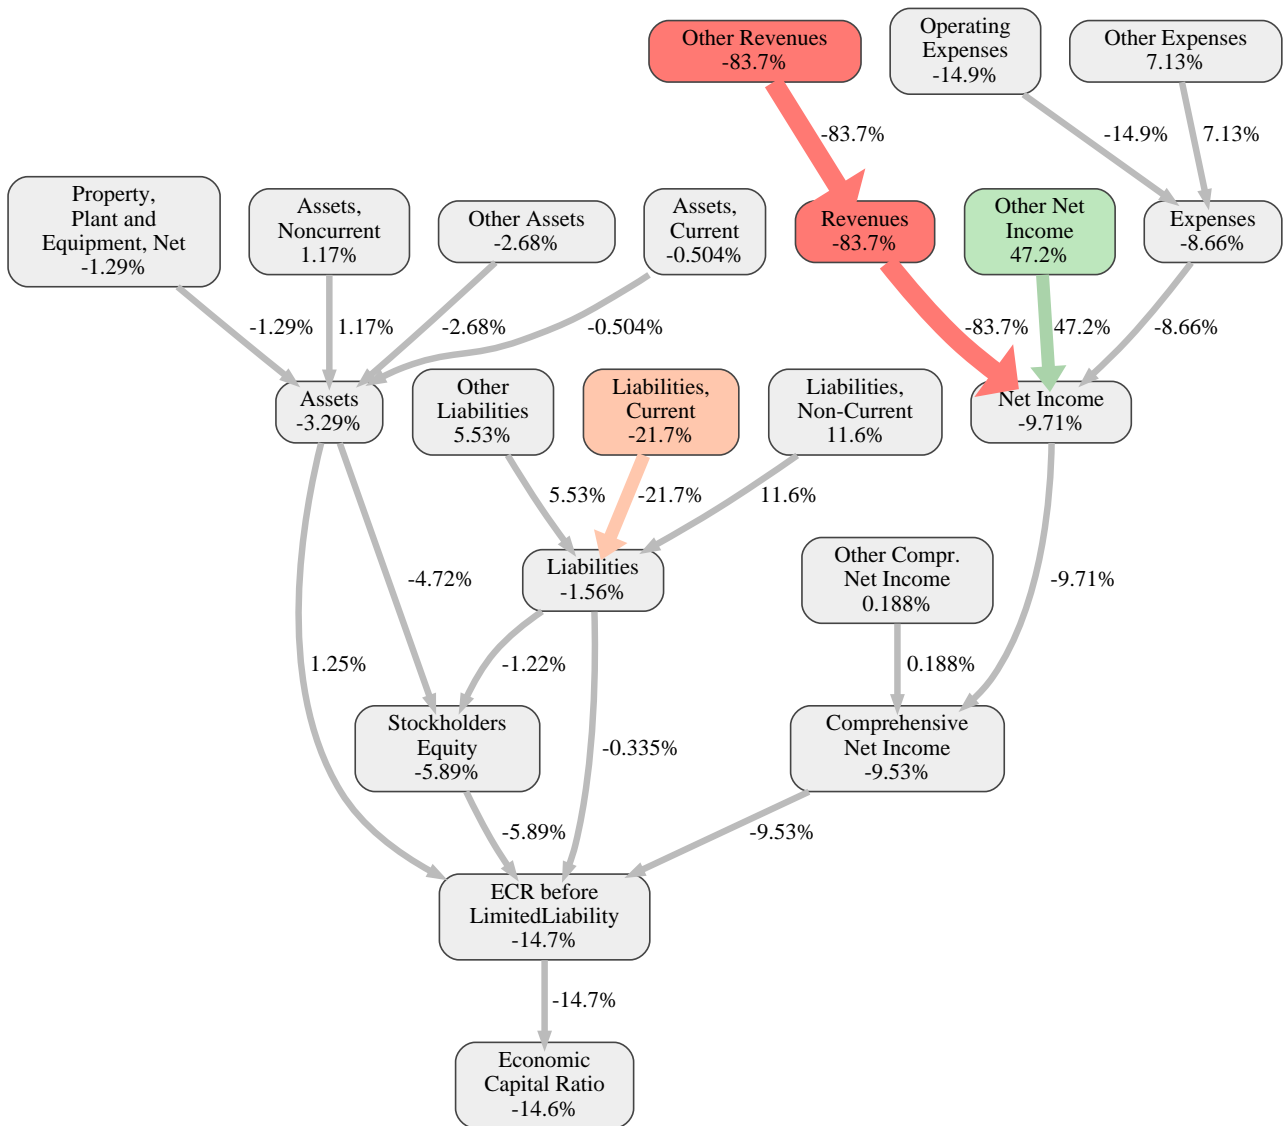 Other Revenues
-83.7%
Operating
Expenses
-14.9%
Other Expenses
7.13%
-83.7%
-14.9%
7.13%
Property,
Plant and
Equipment, Net
-1.29%
Assets,
Noncurrent
1.17%
Other Assets
-2.68%
Assets,
Current
-0.504%
Revenues
-83.7%
Other Net
Income
47.2%
Expenses
-8.66%
-1.29%
1.17%
-2.68%
-0.504%
-83.7%
47.2%
-8.66%
Assets
-3.29%
Other
Liabilities
5.53%
Liabilities,
Current
-21.7%
Liabilities,
Non-Current
11.6%
Net Income
-9.71%
5.53%
-21.7%
11.6%
Liabilities
-1.56%
Other Compr.
Net Income
0.188%
-4.72%
-9.71%
1.25%
-1.22%
0.188%
Stockholders
Equity
-5.89%
-0.335%
Comprehensive
Net Income
-9.53%
-5.89%
-9.53%
ECR before
LimitedLiability
-14.7%
-14.7%
Economic
Capital Ratio
-14.6%